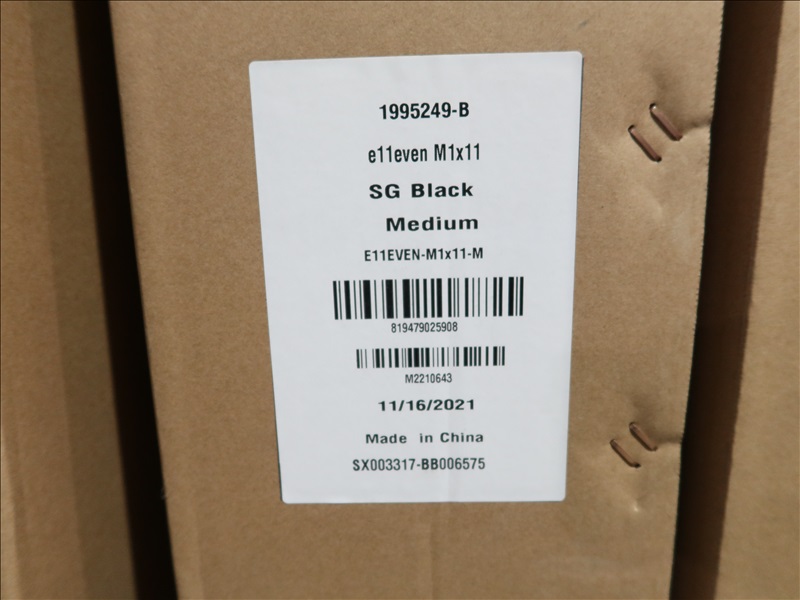 1995249-B
e11even M1x11
SG Black
Medium
E11EVEN-M1x11-M
819479025908
M2210643
11/16/2021
Made in China
SX003317-BB006575